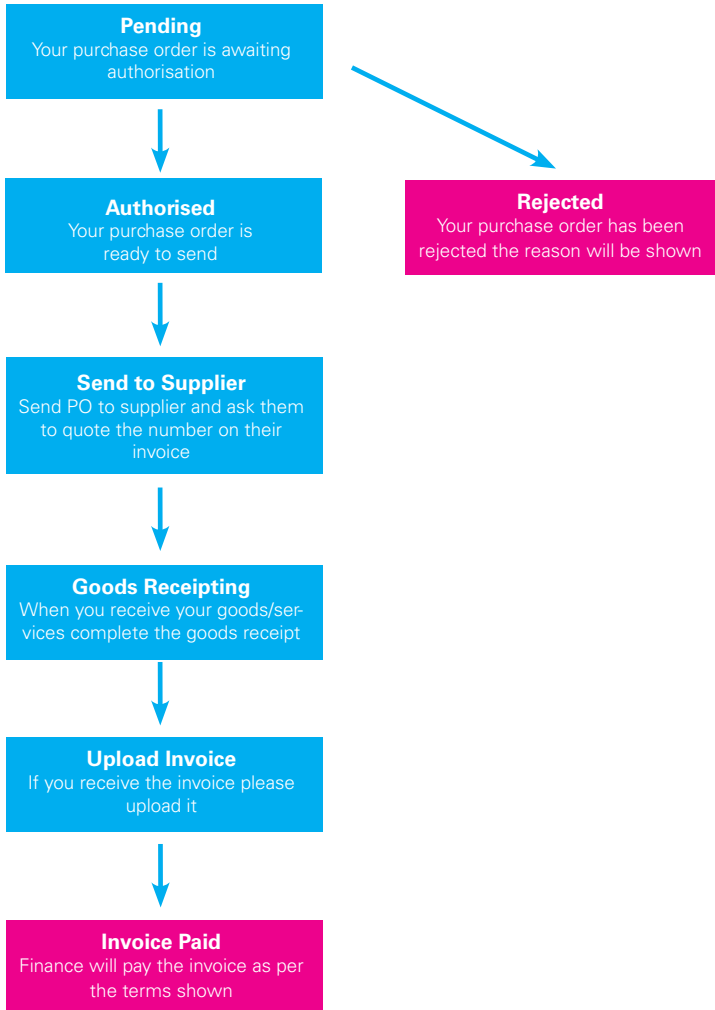 Pending
Your purchase order is awaiting
authorisation
Authorised
Your purchase order is
ready to send
Rejected
Your purchase order has been
rejected the reason will be shown
Send to Supplier
Send PO to supplier and ask them
to quote the number on their
invoice
Goods Receipting
When you receive your goods/ser-
vices complete the goods receipt
Upload Invoice
If you receive the invoice please
upload it
Invoice Paid
Finance will pay the invoice as per
the terms shown